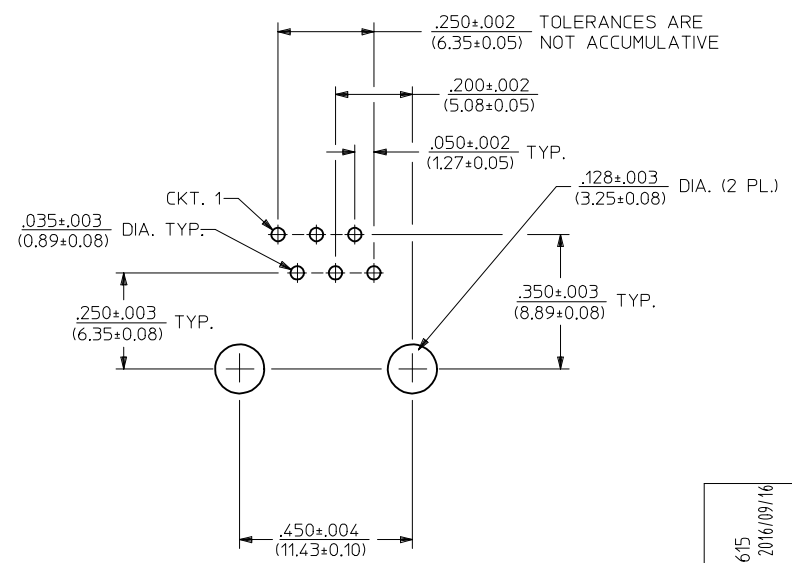 .250±.002 TOLERANCES ARE
(6.35±0.05) NOT ACCUMULATIVE
.200±.002
(5.08±0.05)
.050±.002 TYP.
(1.27±0.05)
.128±.003 DIA. (2 PL.)
(3.25±0.08)
CKT. 1
.035±.003 DIA. TYP.
(0.89±0.08)
.250±.003 TYP.
(6.35±0.08)
.350±.003 TYP.
(8.89±0.08)
.450±.004
(11.43±0.10)
615
2016/09/16